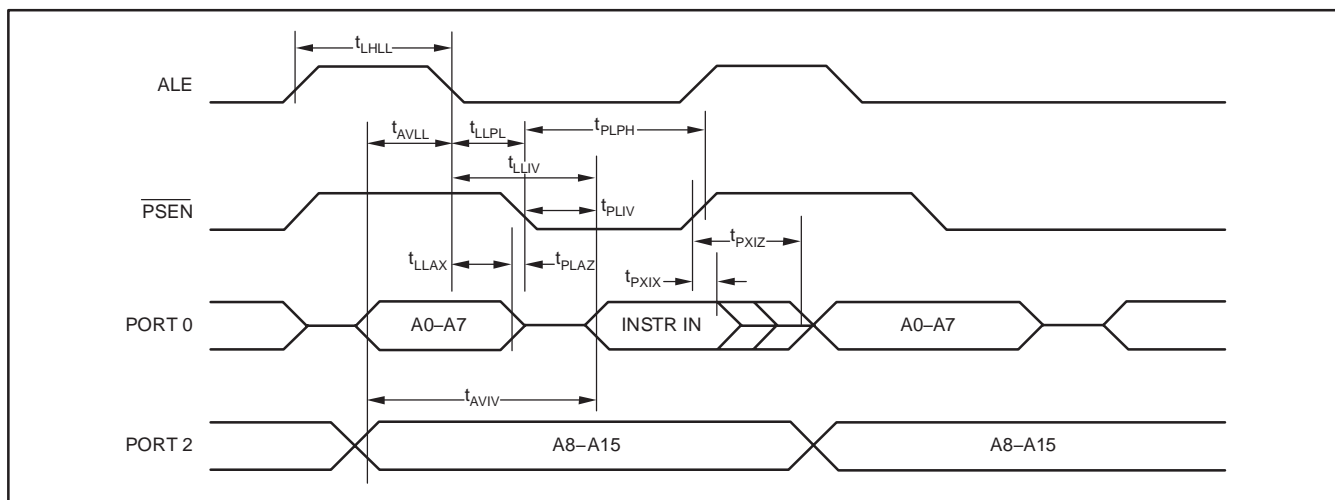 tLHLL
ALE
tAVLL
tLLPL
tPLPH
tLLIV
PSEN
tPLIV
tPXIZ
tLLAX
tPLAZ
tPXIX
PORT 0
A0–A7
INSTR IN
A0–A7
tAVIV
PORT 2
A8–A15
A8–A15